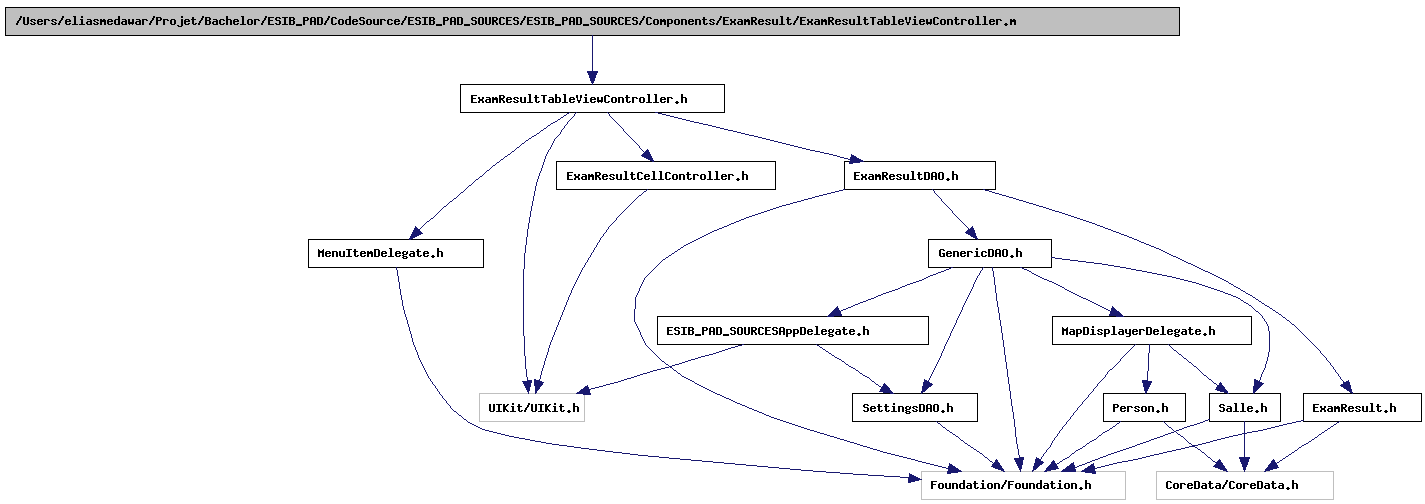 /Users/eliasmedawar/Projet/Bachelor/ESIB_PAD/CodeSource/ESIB_PAD_SOURCES/ESIB_PAD_SOURCES/Components/ExamResult/ExamResultTableViewController.m
ExamResultTableViewController.h
ExamResultCellController.h
ExamResultDAO.h
MenuItemDelegate.h
GenericDAO.h
ESIB_PAD_SOURCESAppDelegate.h
MapDisplayerDelegate.h
UIKit/UIKit.h
SettingsDAO.h
Person.h
Salle.h
ExamResult.h
Foundation/Foundation.h
CoreData/CoreData.h